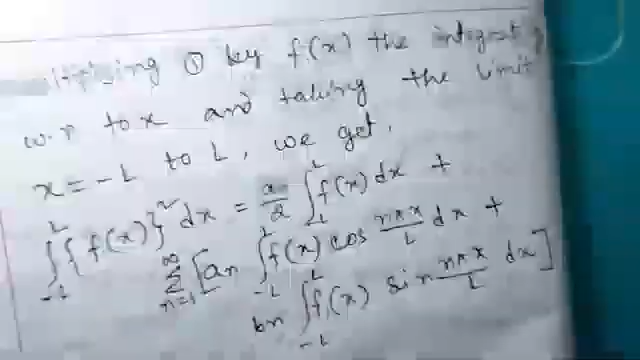 multiplying ① by f(x) the integrating
w.r to x and taking the limit
x = -L to L, we get,
∫_{-L}^{L} {f(x)}² dx = a₀/2 ∫_{-L}^{L} f(x) dx +
∑_{n=1}^{∞} [an ∫_{-L}^{L} f(x) cos nπx/L dx +
bn ∫_{-L}^{L} f(x) sin nπx/L dx]